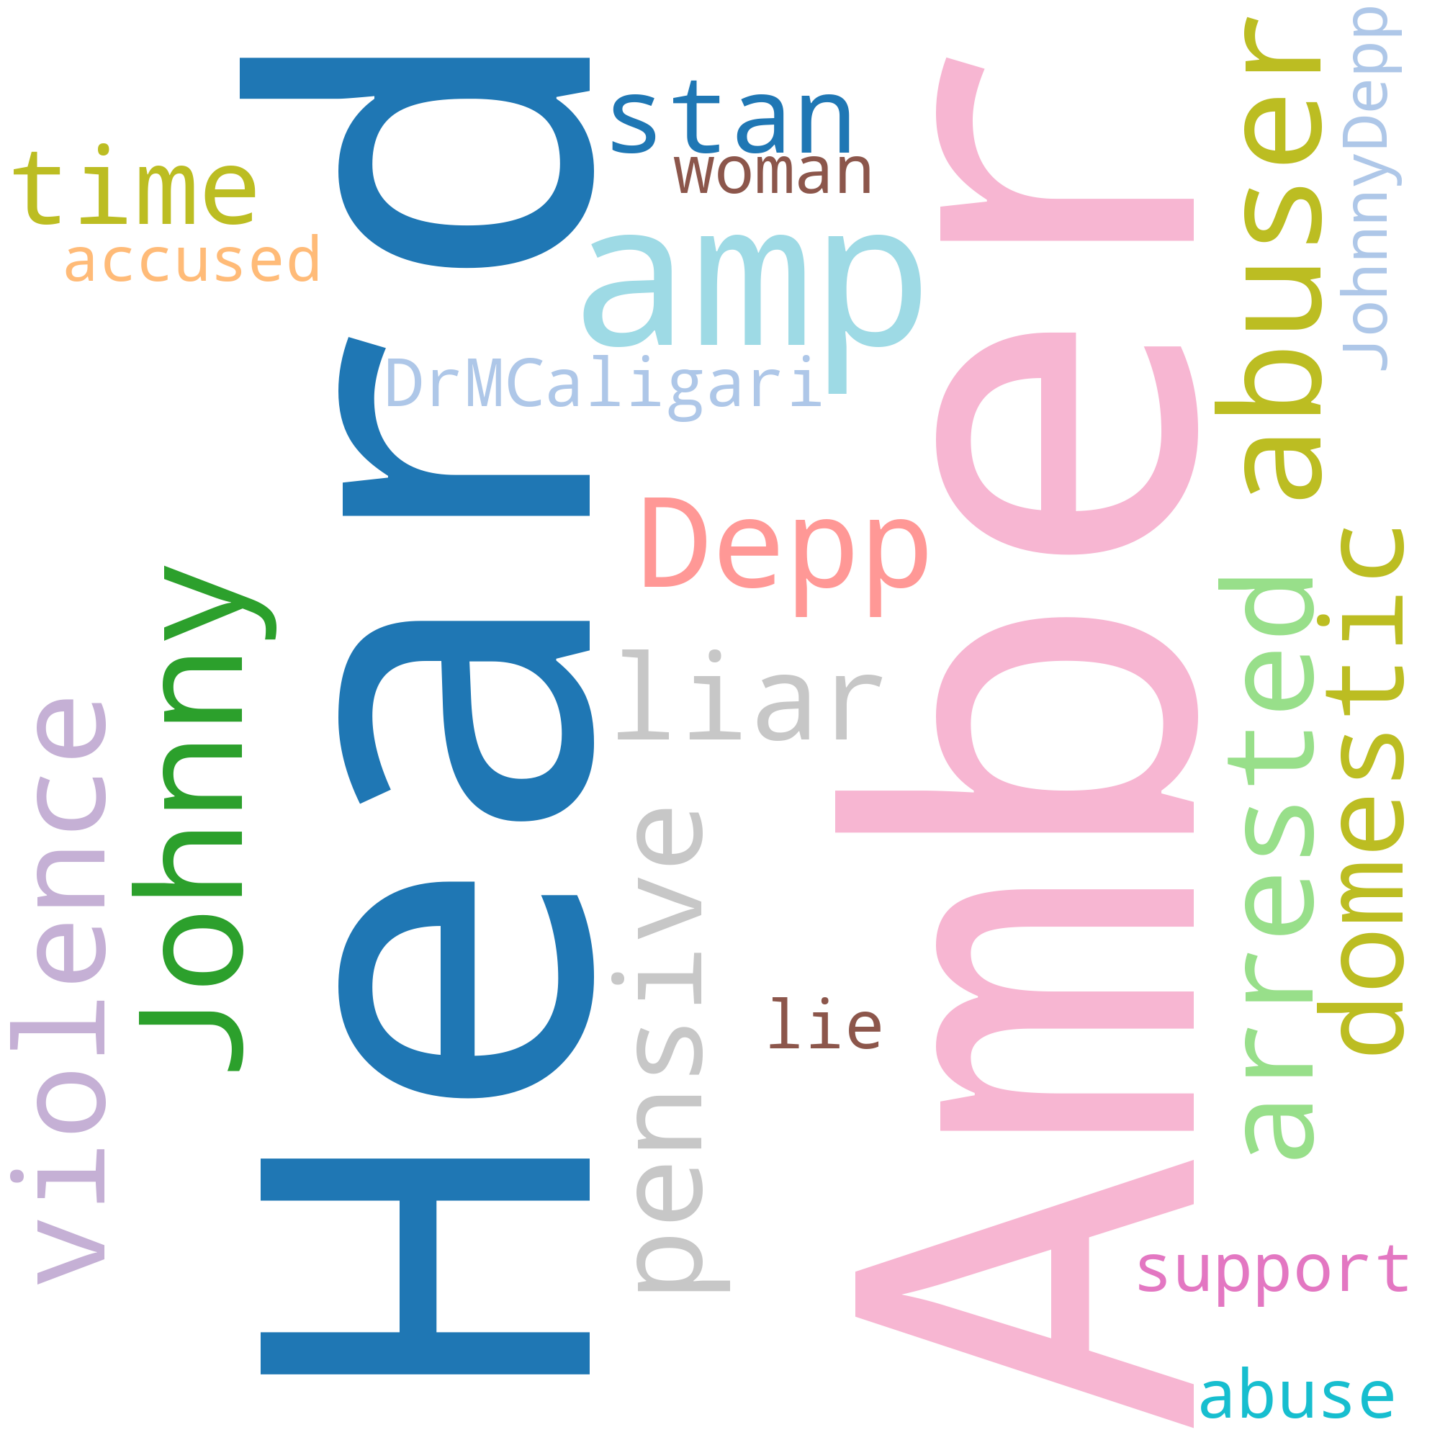 time
accused
violence
Johnny
Heard
stan
woman
amp
DrMCaligari
Depp
liar
pensive
lie
Amber
abuser
JohnnyDepp
arrested
domestic
support
abuse